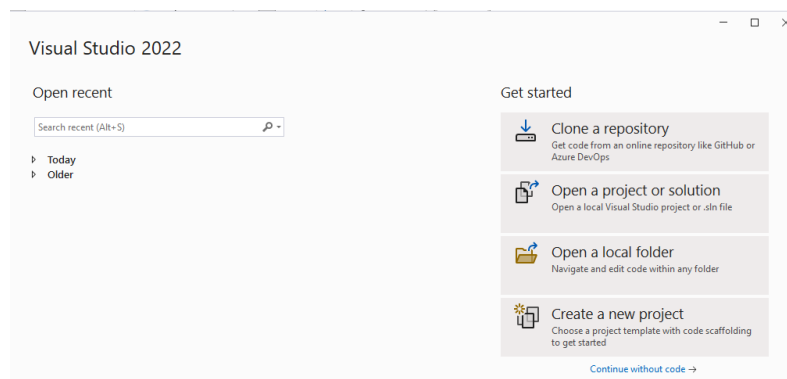 Visual Studio 2022
Open recent
Search recent (Alt+S)
Today
Older
Get started
Clone a repository
Get code from an online repository like GitHub or
Azure DevOps
Open a project or solution
Open a local Visual Studio project or .sln file
Open a local folder
Navigate and edit code within any folder
Create a new project
Choose a project template with code scaffolding
to get started
Continue without code →